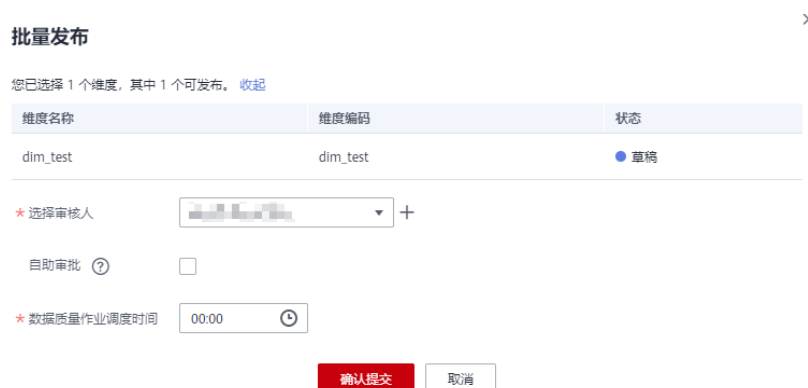 批量发布
您已选择 1 个维度，其中 1 个可发布。 收起
维度名称 维度编码 状态
dim_test dim_test 草稿
* 选择审核人
自助审批 ?
* 数据质量作业调度时间 00:00
确认提交 取消